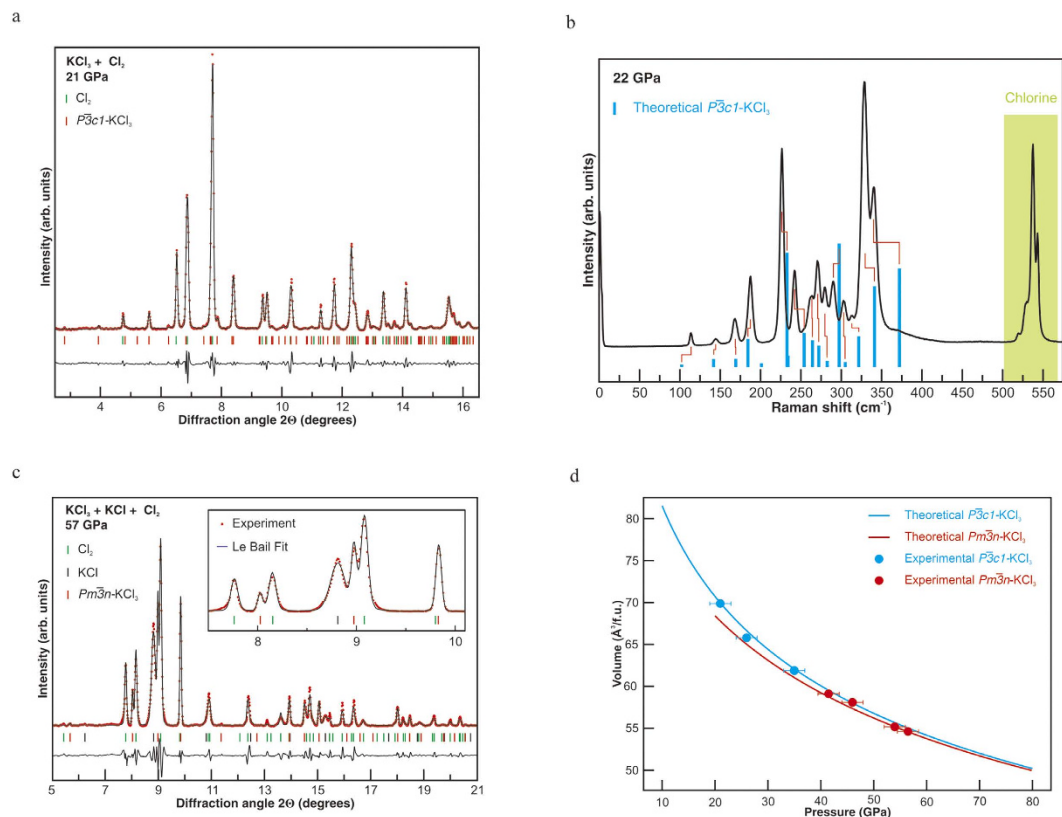 a
KCl₃ + Cl₂
21 GPa
Cl₂
P3̅c1-KCl₃
Intensity (arb. units)
4 6 8 10 12 14 16
Diffraction angle 2Θ (degrees)
b
22 GPa
Theoretical P3̅c1-KCl₃
Chlorine
Intensity (arb. units)
0 50 100 150 200 250 300 350 400 450 500 550
Raman shift (cm⁻¹)
c
KCl₃ + KCl + Cl₂
57 GPa
Cl₂
KCl
Pm3̅n-KCl₃
Experiment
Le Bail Fit
8 9 10
Intensity (arb. units)
5 7 9 11 13 15 17 19 21
Diffraction angle 2Θ (degrees)
d
Theoretical P3̅c1-KCl₃
Theoretical Pm3̅n-KCl₃
Experimental P3̅c1-KCl₃
Experimental Pm3̅n-KCl₃
Volume (Å³/f.u.)
80
75
70
65
60
55
50
10 20 30 40 50 60 70 80
Pressure (GPa)